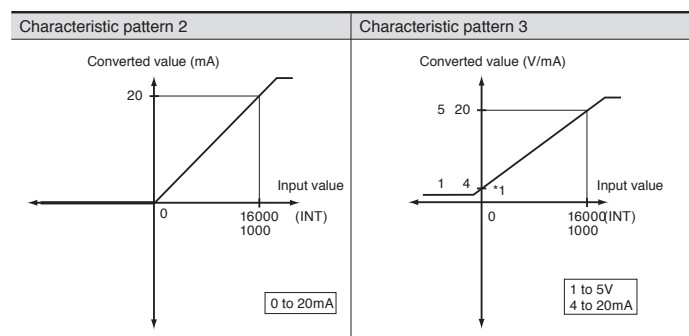 Characteristic pattern 2
Converted value (mA)
20
Input value
0
16000 (INT)
1000
0 to 20mA
Characteristic pattern 3
Converted value (V/mA)
5 20
1 4
*1
Input value
0
16000(INT)
1000
1 to 5V
4 to 20mA